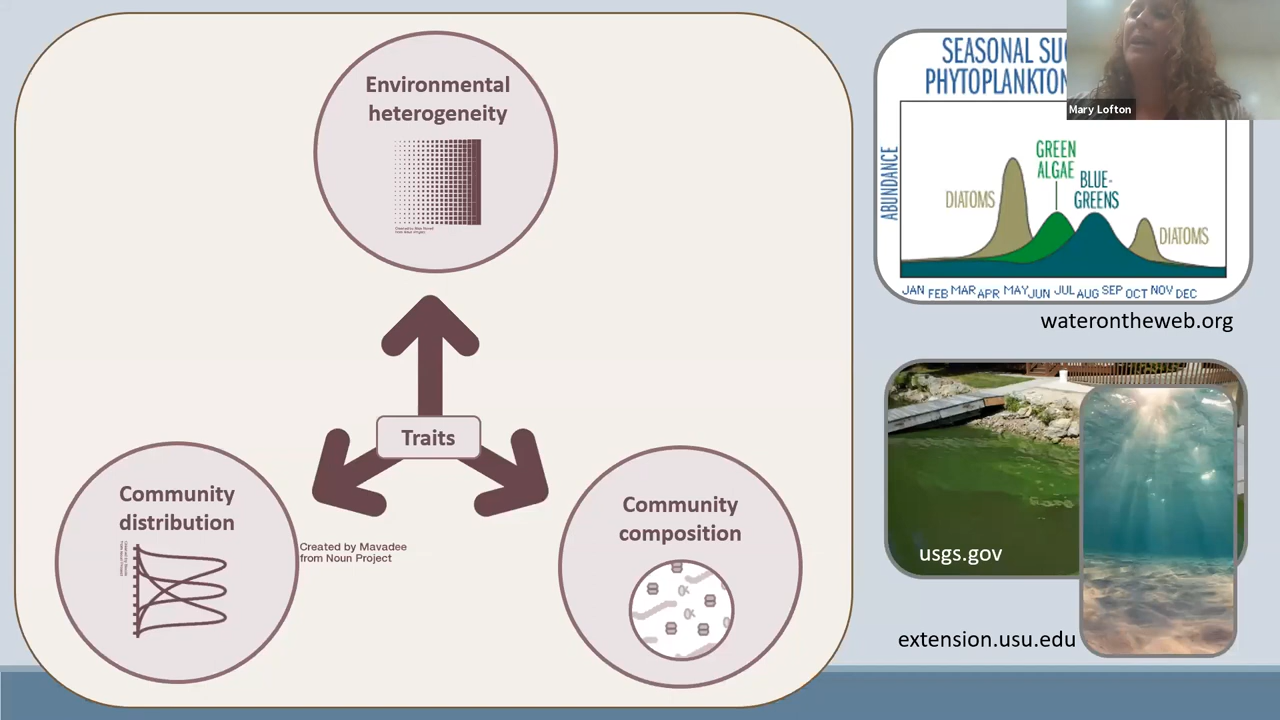 Environmental
heterogeneity
Traits
Community
distribution
Created by Mavadee
from Noun Project
Community
composition
SEASONAL SU
PHYTOPLANKTON
Mary Lofton
ABUNDANCE
DIATOMS
GREEN
ALGAE
BLUE-
GREENS
DIATOMS
JAN FEB MAR APR MAY JUN JUL AUG SEP OCT NOV DEC
waterontheweb.org
usgs.gov
extension.usu.edu